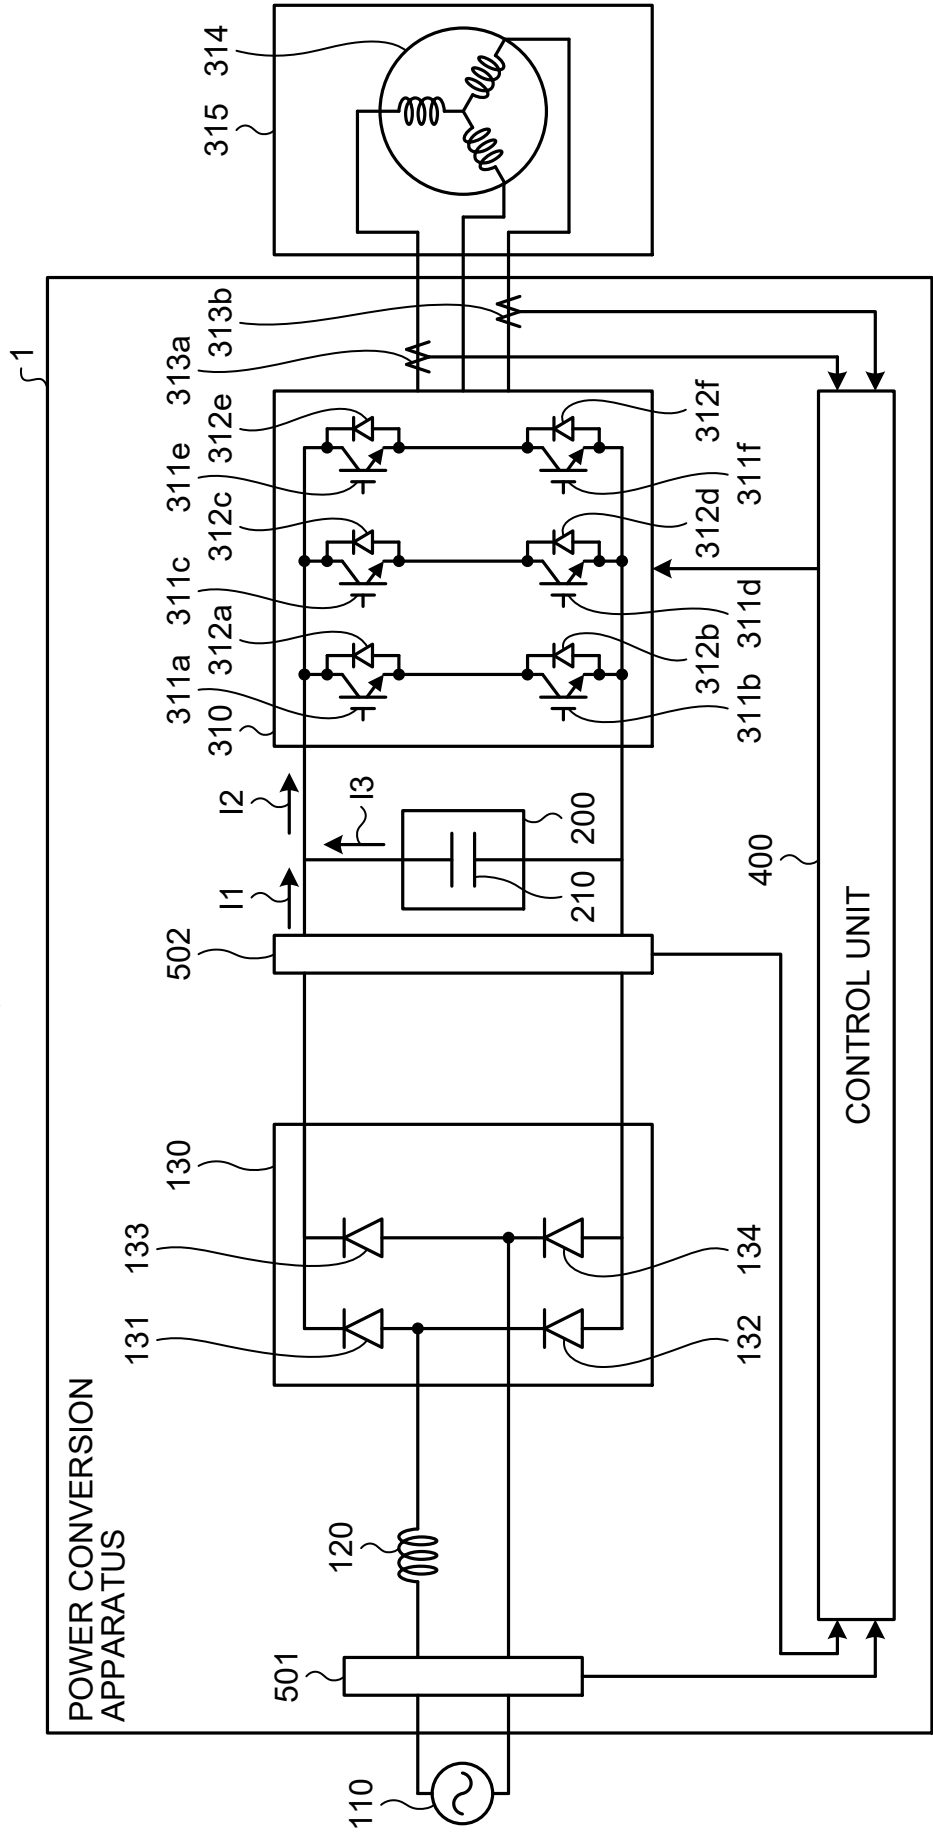 1
POWER CONVERSION
APPARATUS
110
501
120
130
131
133
132
134
502
I1
I2
I3
200
210
310
311a
312a
311c
312c
311e
312e
313a
313b
311b
312b
311d
312d
311f
312f
315
314
400
CONTROL UNIT